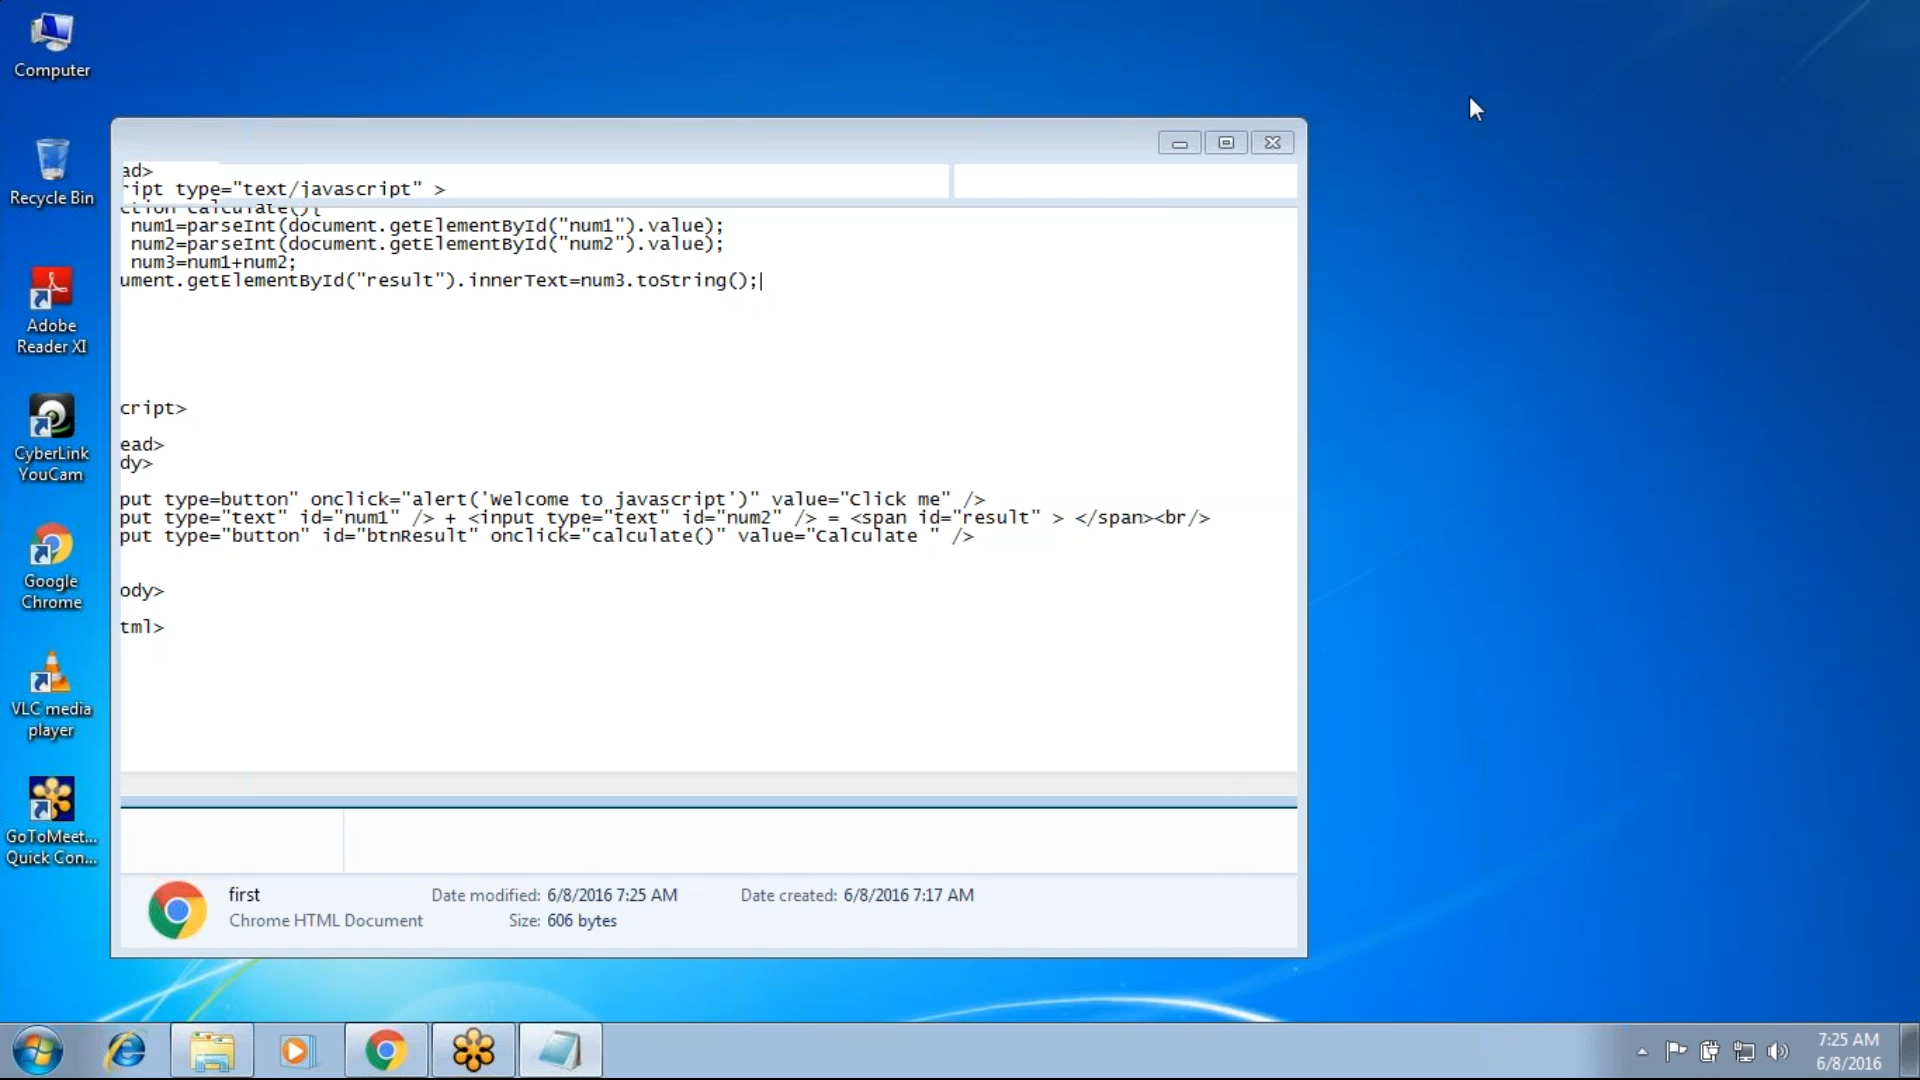 Computer
Recycle Bin
Adobe
Reader XI
CyberLink
YouCam
Google
Chrome
VLC media
player
GoToMeet...
Quick Con...
ad>
ript type="text/javascript" >
ction calculate(){
num1=parseInt(document.getElementById("num1").value);
num2=parseInt(document.getElementById("num2").value);
num3=num1+num2;
ument.getElementById("result").innerText=num3.toString();
cript>
ead>
dy>
put type=button" onclick="alert('Welcome to javascript')" value="Click me" />
put type="text" id="num1" /> + <input type="text" id="num2" /> = <span id="result" > </span><br/>
put type="button" id="btnResult" onclick="calculate()" value="Calculate " />
ody>
tml>
first Date modified: 6/8/2016 7:25 AM Date created: 6/8/2016 7:17 AM
Chrome HTML Document Size: 606 bytes
7:25 AM
6/8/2016